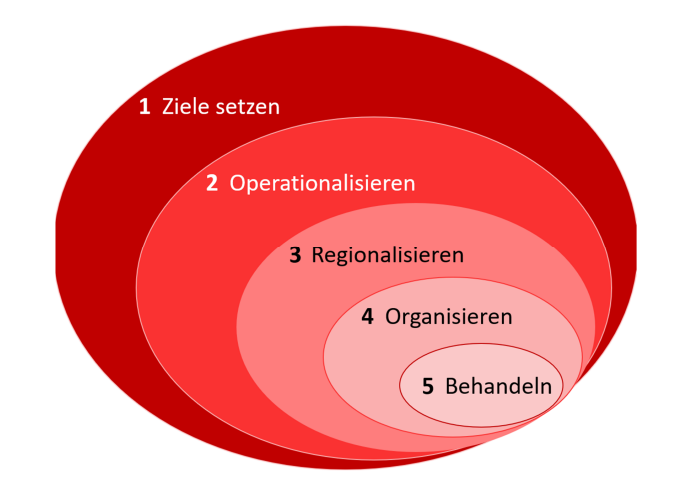 1 Ziele setzen
2 Operationalisieren
3 Regionalisieren
4 Organisieren
5 Behandeln